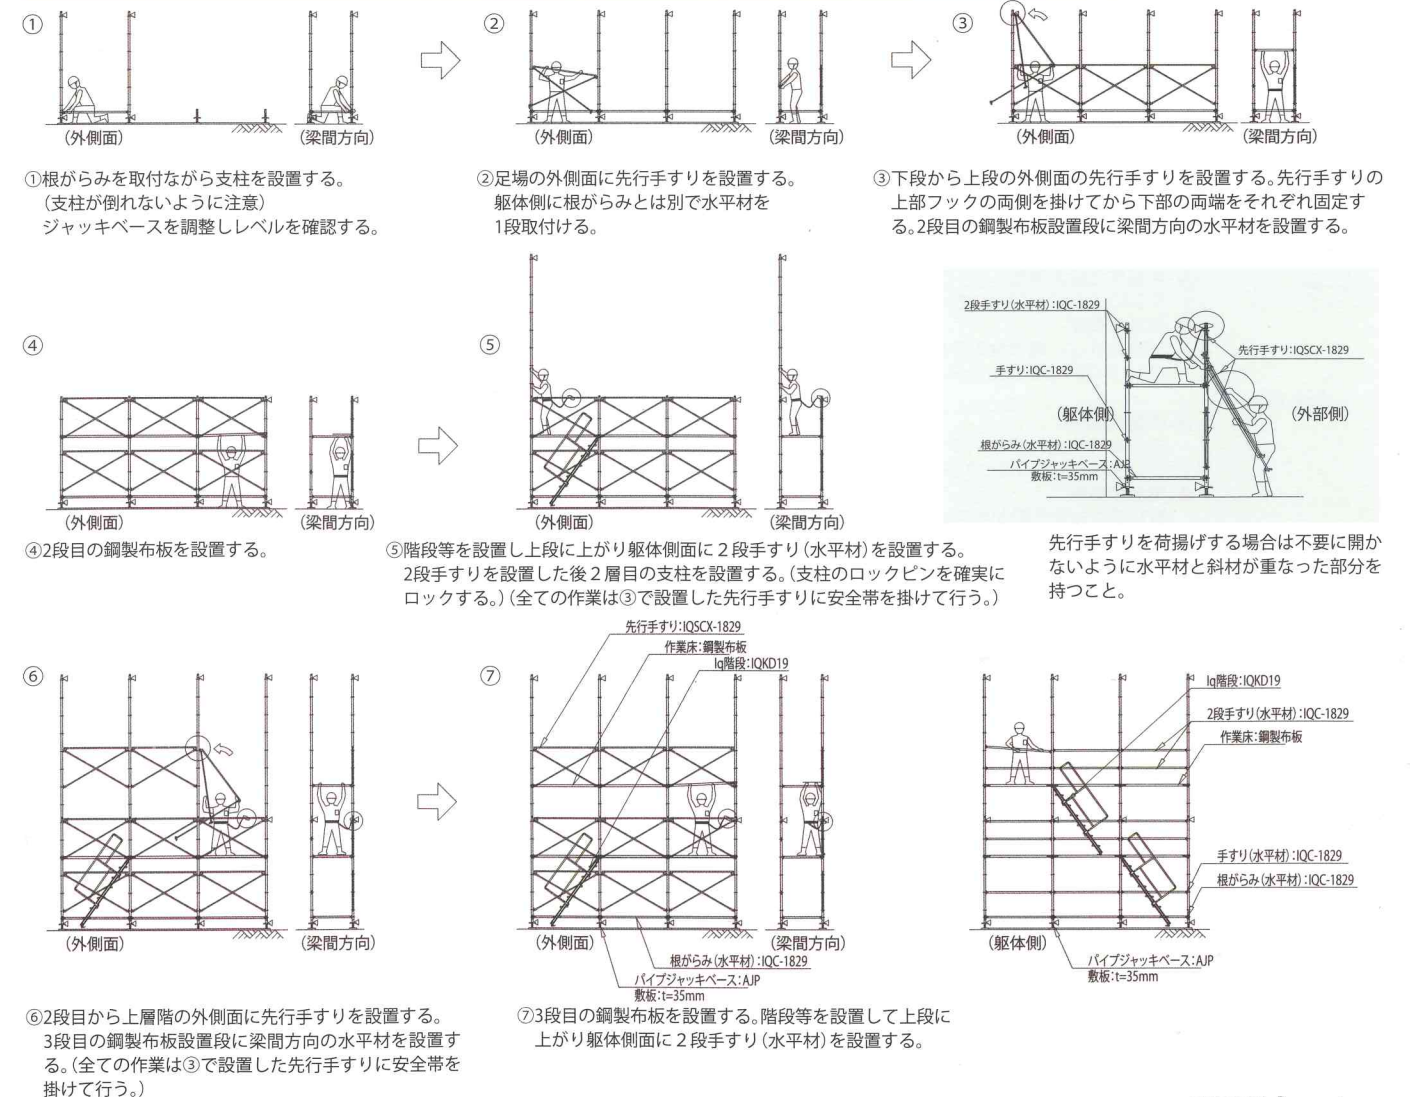 ①
②
③
(外側面)
(梁間方向)
(外側面)
(梁間方向)
(外側面)
(梁間方向)
①根がらみを取付ながら支柱を設置する。
(支柱が倒れないように注意)
ジャッキベースを調整しレベルを確認する。
②足場の外側面に先行手すりを設置する。
躯体側に根がらみとは別で水平材を
1段取付ける。
③下段から上段の外側面の先行手すりを設置する。先行手すりの
上部フックの両側を掛けてから下部の両端をそれぞれ固定す
る。2段目の鋼製布板設置段に梁間方向の水平材を設置する。
④
⑤
(外側面)
(梁間方向)
(外側面)
(梁間方向)
2段手すり(水平材):IQC-1829
先行手すり:IQSCX-1829
手すり:IQC-1829
(躯体側)
(外部側)
根がらみ(水平材):IQC-1829
パイプジャッキベース:AJP
敷板:t=35mm
④2段目の鋼製布板を設置する。
⑤階段等を設置し上段に上がり躯体側面に２段手すり(水平材)を設置する。
2段手すりを設置した後２層目の支柱を設置する。(支柱のロックピンを確実に
ロックする。)(全ての作業は③で設置した先行手すりに安全帯を掛けて行う。)
先行手すりを荷揚げする場合は不要に開か
ないように水平材と斜材が重なった部分を
持つこと。
⑥
⑦
先行手すり:IQSCX-1829
作業床:鋼製布板
Iq階段:IQKD19
(外側面)
(梁間方向)
(外側面)
(梁間方向)
根がらみ(水平材):IQC-1829
パイプジャッキベース:AJP
敷板:t=35mm
Iq階段:IQKD19
2段手すり(水平材):IQC-1829
作業床:鋼製布板
手すり(水平材):IQC-1829
根がらみ(水平材):IQC-1829
(躯体側)
パイプジャッキベース:AJP
敷板:t=35mm
⑥2段目から上層階の外側面に先行手すりを設置する。
3段目の鋼製布板設置段に梁間方向の水平材を設置す
る。(全ての作業は③で設置した先行手すりに安全帯を
掛けて行う。)
⑦3段目の鋼製布板を設置する。階段等を設置して上段に
上がり躯体側面に２段手すり(水平材)を設置する。